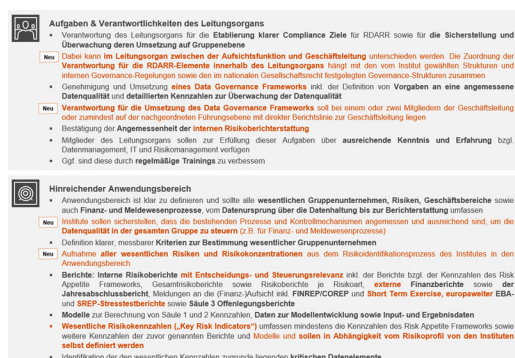 Aufgaben & Verantwortlichkeiten des Leitungsorgans
• Verantwortung des Leitungsorgans für die Etablierung klarer Compliance Ziele für RDARR sowie für die Sicherstellung und
Überwachung deren Umsetzung auf Gruppenebene
Neu Dabei kann im Leitungsorgan zwischen der Aufsichtsfunktion und Geschäftsleitung unterschieden werden. Die Zuordnung der
Verantwortung für die RDARR-Elemente innerhalb des Leitungsorgans hängt mit den vom Institut gewählten Strukturen und
internen Governance-Regelungen sowie den im nationalen Gesellschaftsrecht festgelegten Governance-Strukturen zusammen
• Genehmigung und Umsetzung eines Data Governance Frameworks inkl. der Definition von Vorgaben an eine angemessene
Datenqualität und detaillierten Kennzahlen zur Überwachung der Datenqualität
Neu Verantwortung für die Umsetzung des Data Governance Frameworks soll bei einem oder zwei Mitgliedern der Geschäftsleitung
oder zumindest auf der nachgeordneten Führungsebene mit direkter Berichtslinie zur Geschäftsleitung liegen
• Bestätigung der Angemessenheit der internen Risikoberichterstattung
• Mitglieder des Leitungsorgans sollen zur Erfüllung dieser Aufgaben über ausreichende Kenntnis und Erfahrung bzgl.
Datenmanagement, IT und Risikomanagement verfügen
• Ggf. sind diese durch regelmäßige Trainings zu verbessern
Hinreichender Anwendungsbereich
• Anwendungsbereich ist klar zu definieren und sollte alle wesentlichen Gruppenunternehmen, Risiken, Geschäftsbereiche sowie
auch Finanz- und Meldewesenprozesse, vom Datenursprung über die Datenhaltung bis zur Berichterstattung umfassen
Neu Institute sollen sicherstellen, dass die bestehenden Prozesse und Kontrollmechanismen angemessen und ausreichend sind, um die
Datenqualität in der gesamten Gruppe zu steuern (z.B. für Finanz- und Meldewesenprozesse)
• Definition klarer, messbarer Kriterien zur Bestimmung wesentlicher Gruppenunternehmen
Neu Aufnahme aller wesentlichen Risiken und Risikokonzentrationen aus dem Risikoidentifikationsprozess des Institutes in den
Anwendungsbereich
• Berichte: Interne Risikoberichte mit Entscheidungs- und Steuerungsrelevanz inkl. der Berichte bzgl. der Kennzahlen des Risk
Appetite Frameworks, Gesamtrisikoberichte sowie Risikoberichte je Risikoart, externe Finanzberichte sowie der
Jahresabschlussbericht, Meldungen an die (Finanz-)Aufsicht inkl. FINREP/COREP und Short Term Exercise, europaweiter EBA-
und SREP-Stresstestberichte sowie Säule 3 Offenlegungsberichte
• Modelle zur Berechnung von Säule 1 und 2 Kennzahlen, Daten zur Modellentwicklung sowie Input- und Ergebnisdaten
• Wesentliche Risikokennzahlen („Key Risk Indicators") umfassen mindestens die Kennzahlen des Risk Appetite Frameworks sowie
weitere Kennzahlen der zuvor genannten Berichte und Modelle und sollen in Abhängigkeit vom Risikoprofil von den Instituten
selbst definiert werden
• Identifikation der den wesentlichen Kennzahlen zugrunde liegenden kritischen Datenelemente